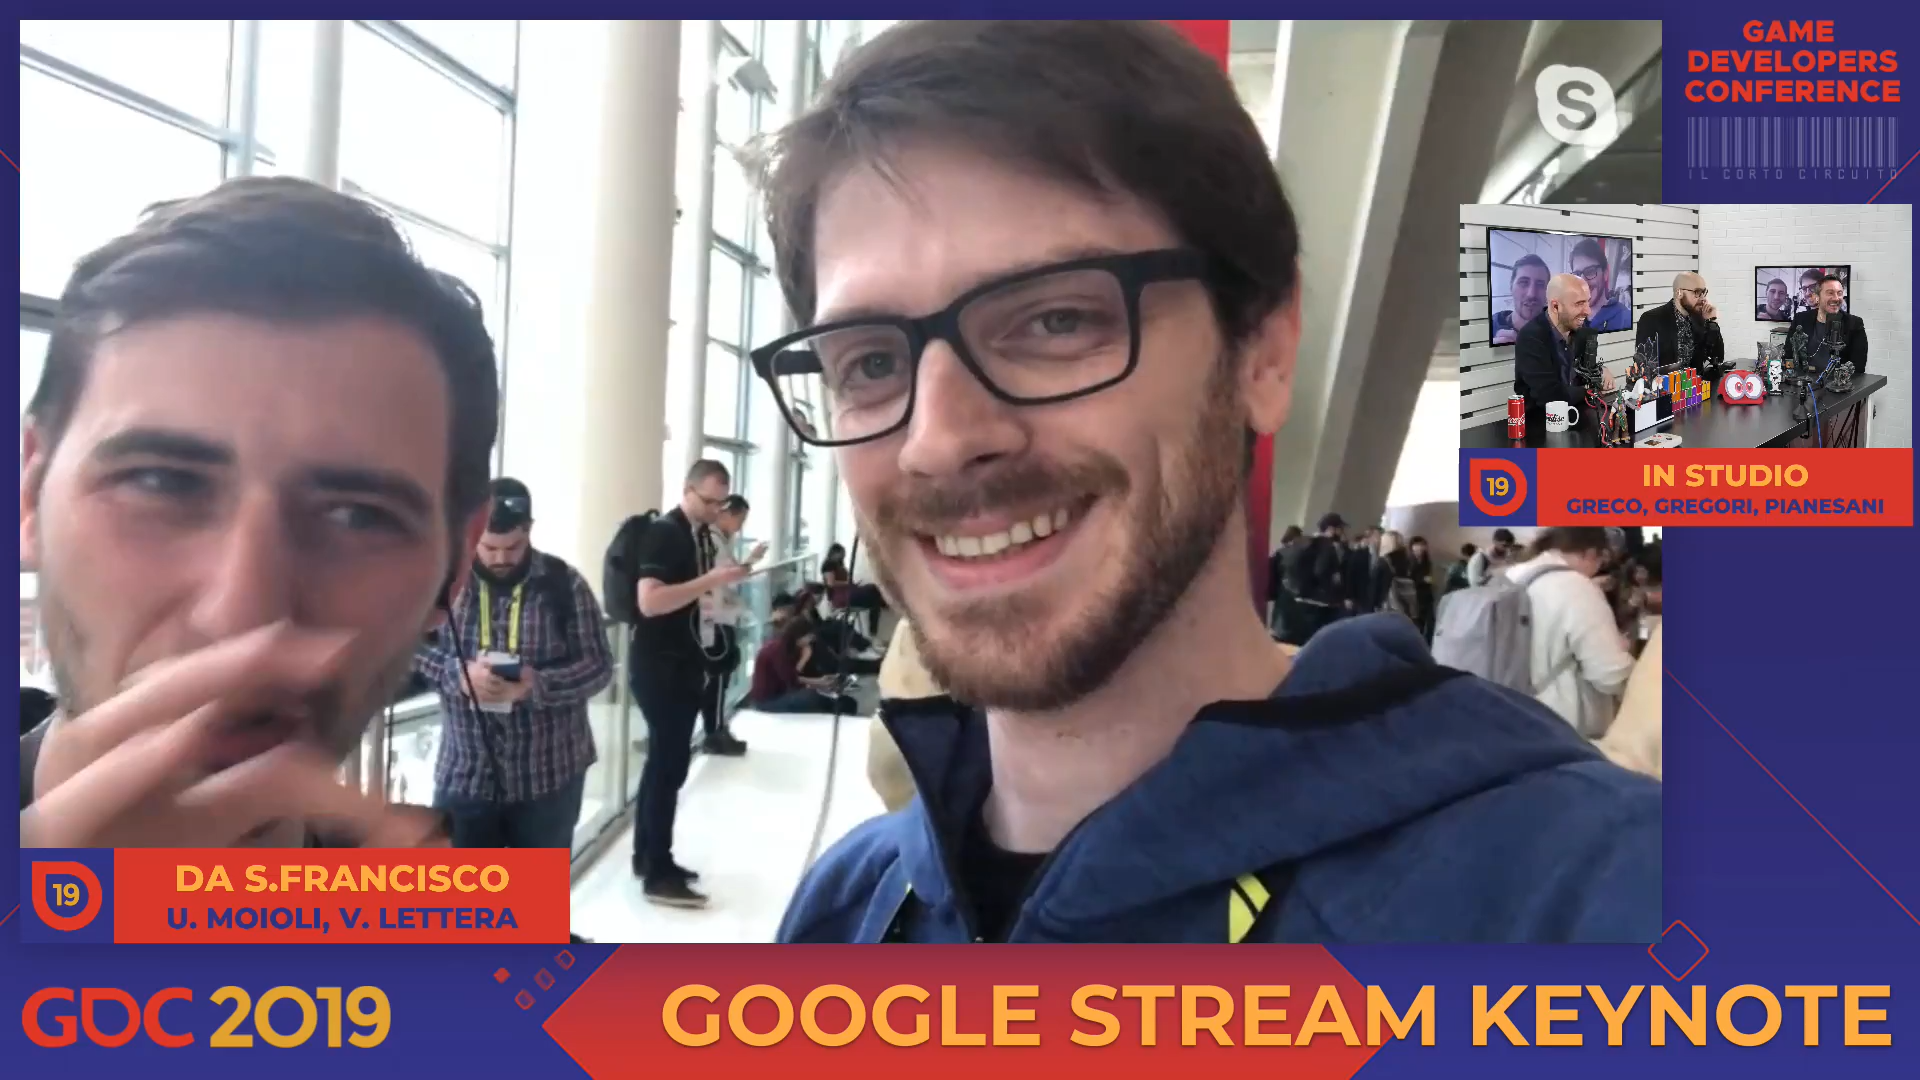 GAME
DEVELOPERS
CONFERENCE
IL CORTO CIRCUITO
S
19
IN STUDIO
GRECO, GREGORI, PIANESANI
19
DA S.FRANCISCO
U. MOIOLI, V. LETTERA
GDC 2019
GOOGLE STREAM KEYNOTE